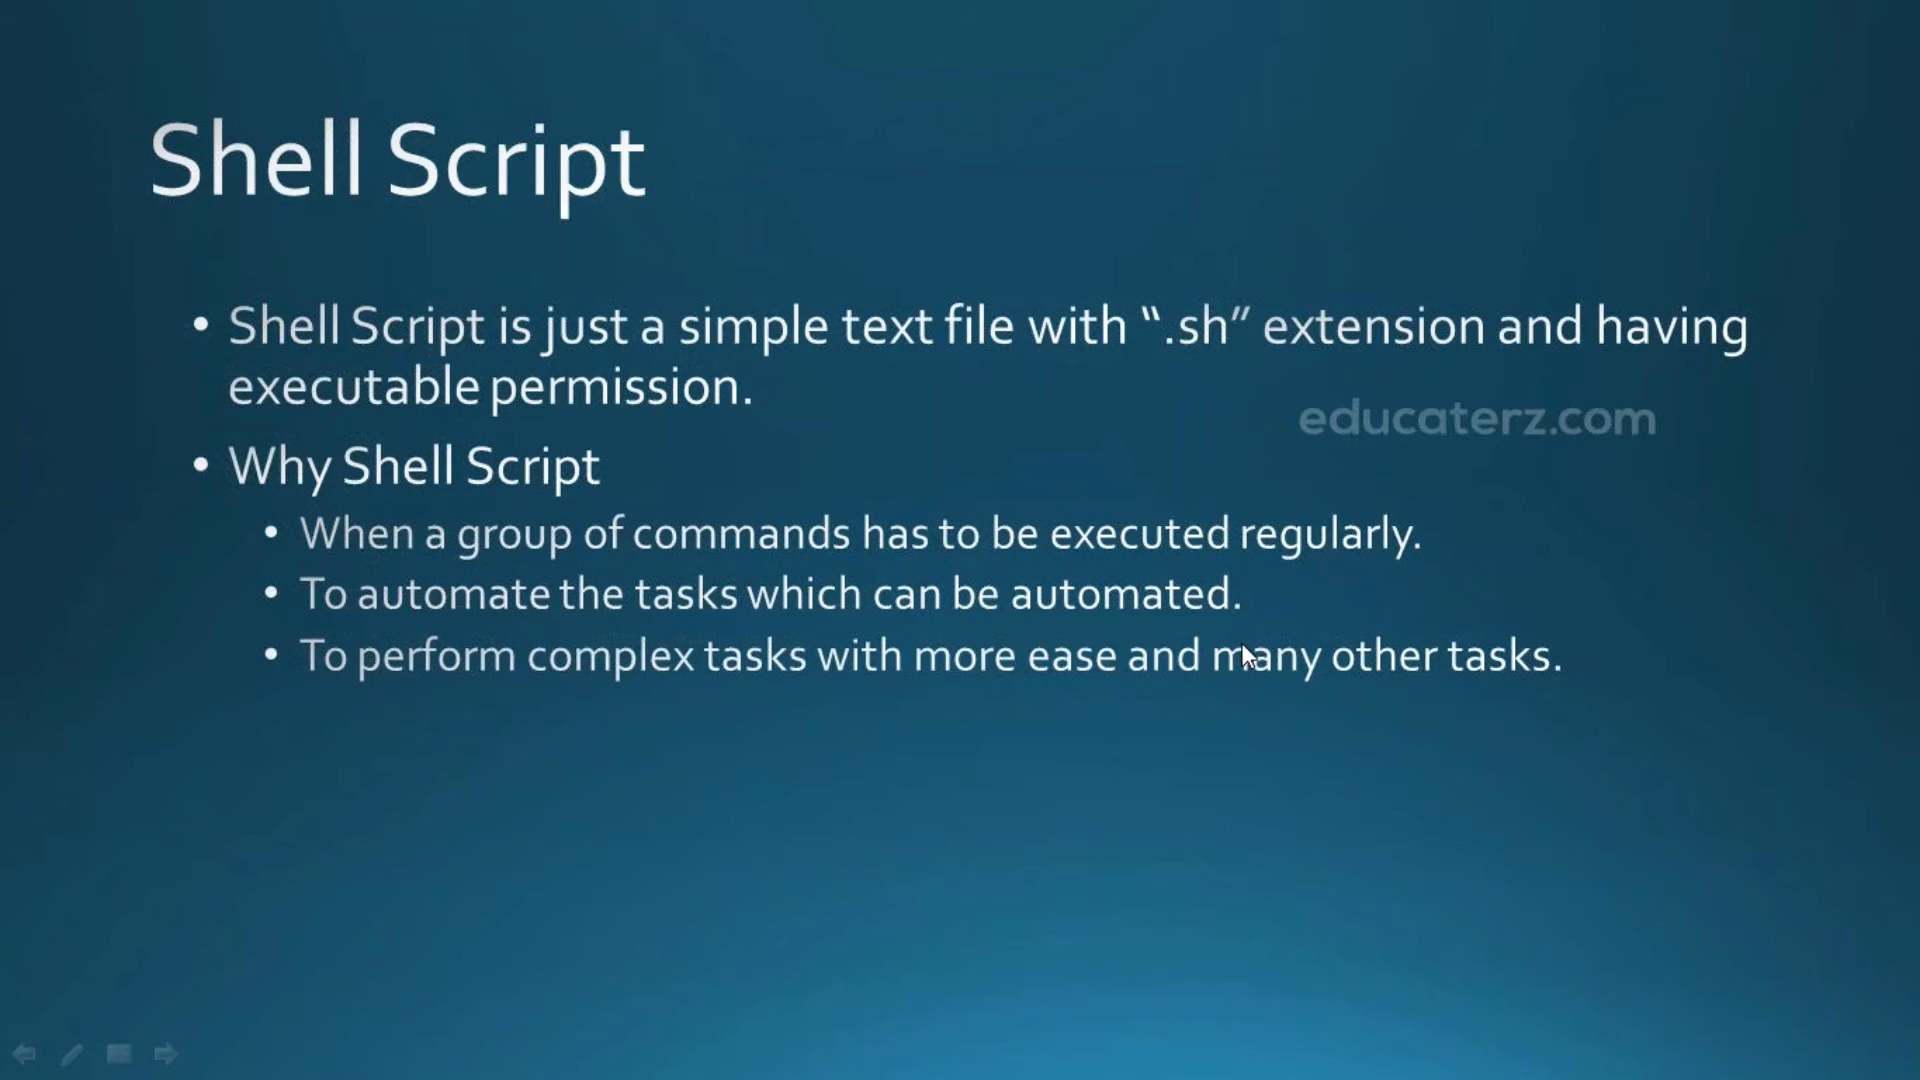 Shell Script
• Shell Script is just a simple text file with “.sh” extension and having
executable permission.
educaterz.com
• Why Shell Script
• When a group of commands has to be executed regularly.
• To automate the tasks which can be automated.
• To perform complex tasks with more ease and many other tasks.